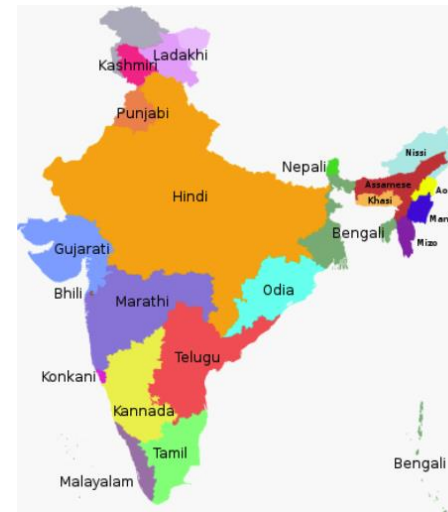 Ladakhi
Kashmiri
Punjabi
Nissi
Nepali
Assamese
Ao
Hindi
Khasi
Man
Bengali
Mizo
Gujarati
Bhili
Marathi
Odia
Telugu
Konkani
Kannada
Tamil
Bengali
Malayalam